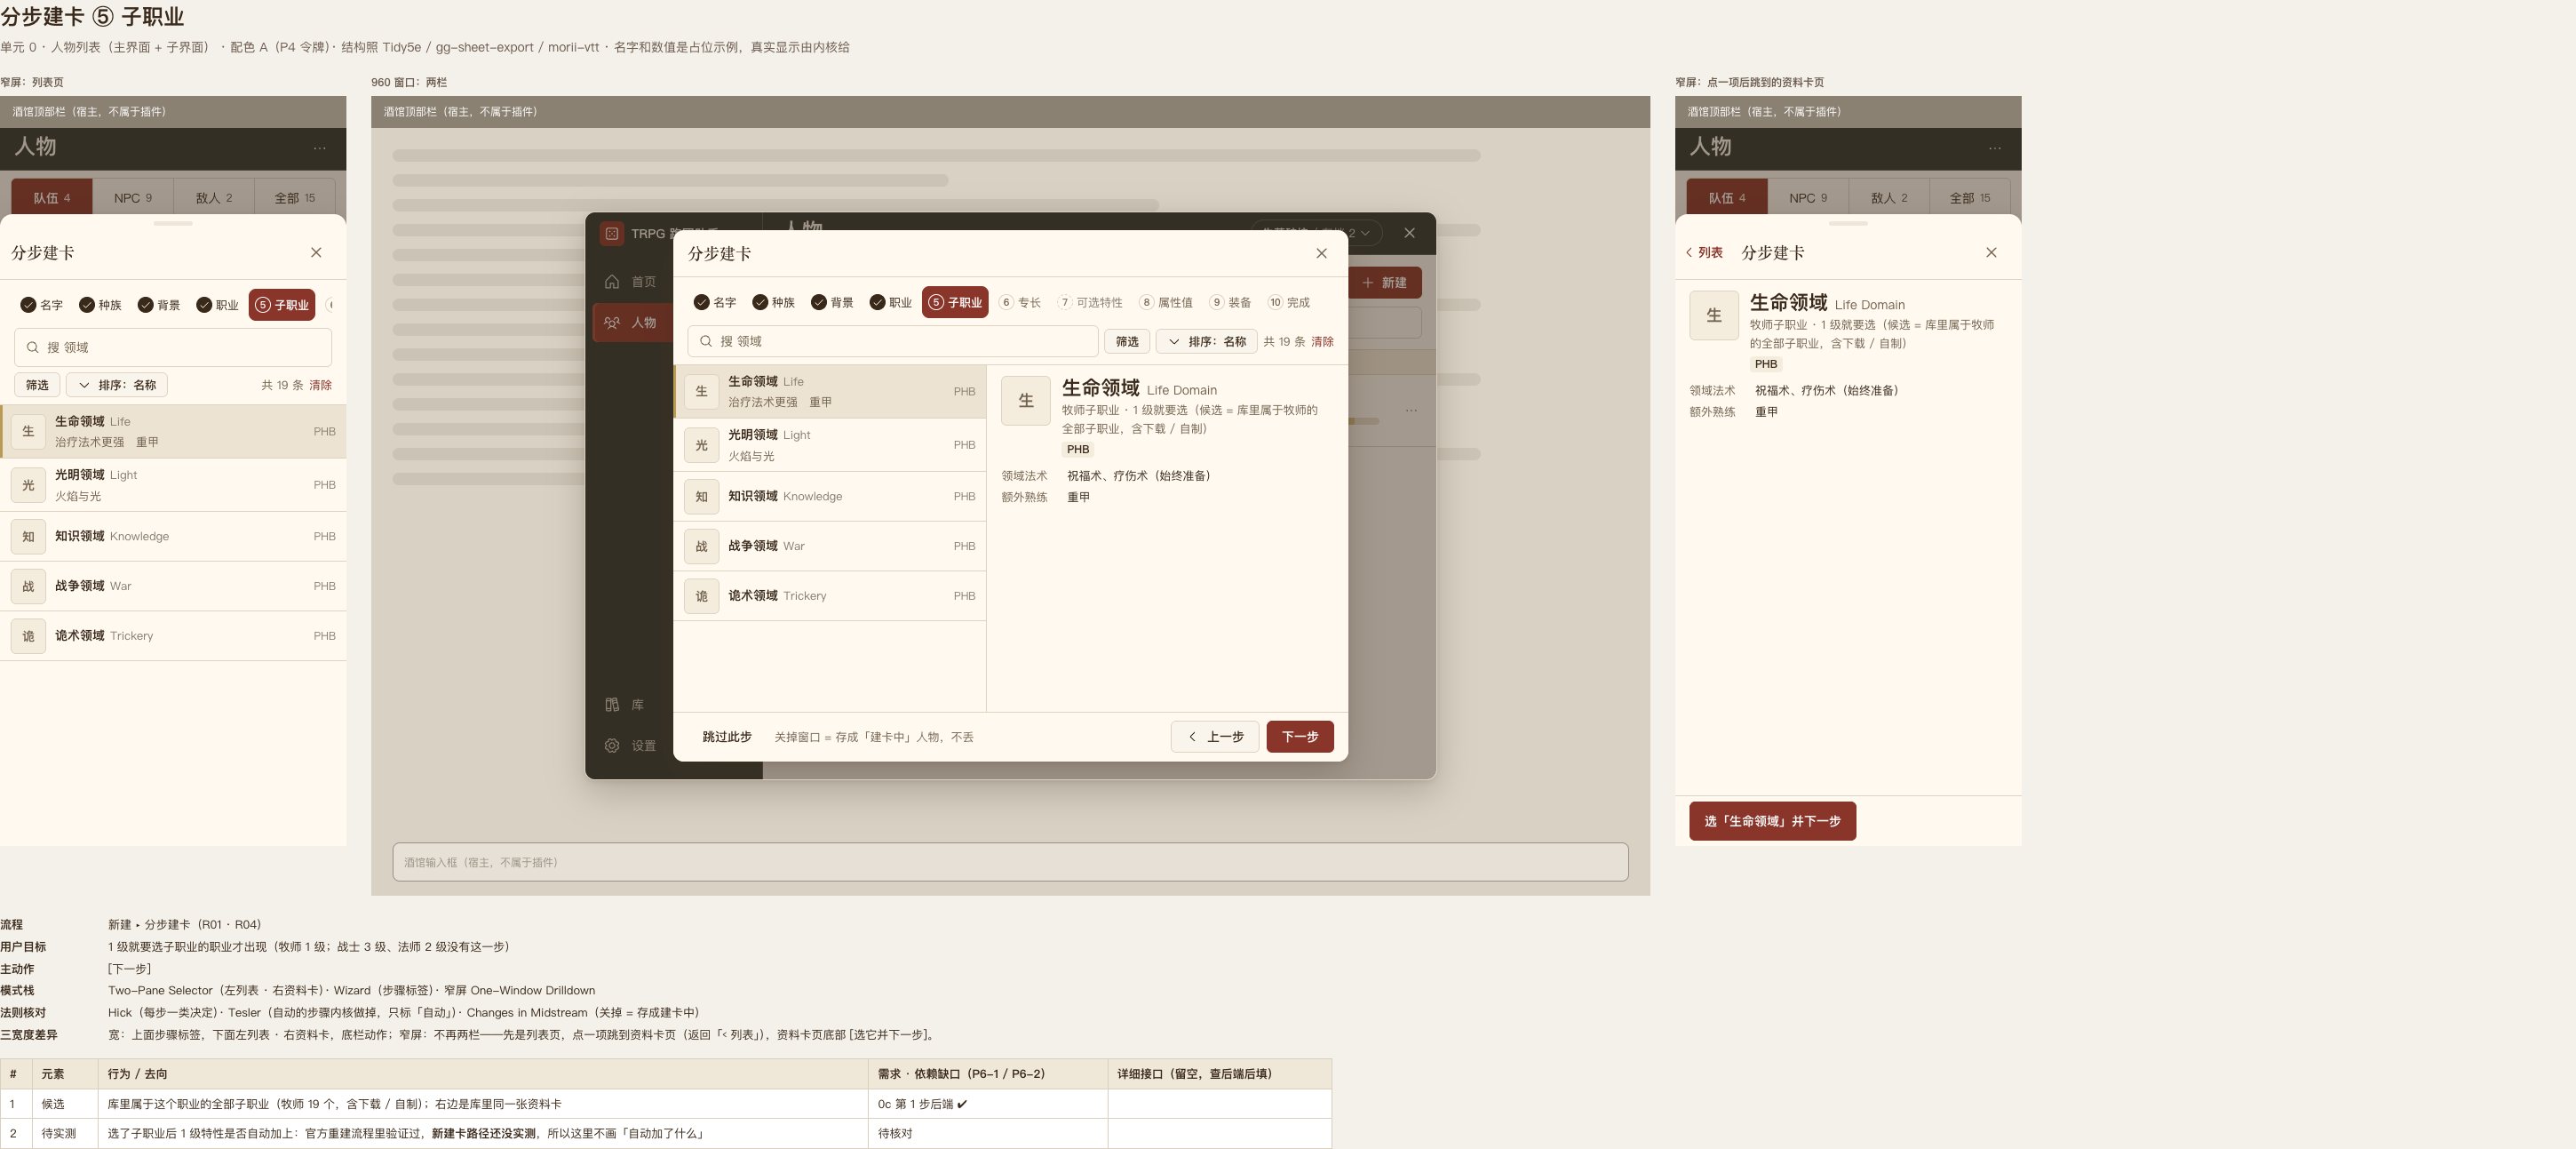 分步建卡 ⑤ 子职业
单元 0 · 人物列表（主界面 + 子界面） · 配色 A（P4 令牌）· 结构照 Tidy5e / gg-sheet-export / morii-vtt · 名字和数值是占位示例，真实显示由内核给
窄屏：列表页
酒馆顶部栏（宿主，不属于插件）
人物
···
队伍 4
NPC 9
敌人 2
全部 15
分步建卡
名字
种族
背景
职业
5 子职业
搜 领域
筛选
排序：名称
共 19 条 清除
生 生命领域 Life PHB
治疗法术更强 重甲
光 光明领域 Light PHB
火焰与光
知 知识领域 Knowledge PHB
战 战争领域 War PHB
诡 诡术领域 Trickery PHB
960 窗口：两栏
酒馆顶部栏（宿主，不属于插件）
TRPG
首页
人物
库
设置
新建
···
分步建卡
名字
种族
背景
职业
5 子职业
6 专长
7 可选特性
8 属性值
9 装备
10 完成
搜 领域
筛选
排序：名称
共 19 条 清除
生 生命领域 Life PHB
治疗法术更强 重甲
光 光明领域 Light PHB
火焰与光
知 知识领域 Knowledge PHB
战 战争领域 War PHB
诡 诡术领域 Trickery PHB
生 生命领域 Life Domain
牧师子职业 · 1 级就要选（候选 = 库里属于牧师的
全部子职业，含下载 / 自制）
PHB
领域法术 祝福术、疗伤术（始终准备）
额外熟练 重甲
跳过此步 关掉窗口 = 存成「建卡中」人物，不丢
上一步
下一步
酒馆输入框（宿主，不属于插件）
窄屏：点一项后跳到的资料卡页
酒馆顶部栏（宿主，不属于插件）
人物
···
队伍 4
NPC 9
敌人 2
全部 15
列表 分步建卡
生 生命领域 Life Domain
牧师子职业 · 1 级就要选（候选 = 库里属于牧师
的全部子职业，含下载 / 自制）
PHB
领域法术 祝福术、疗伤术（始终准备）
额外熟练 重甲
选「生命领域」并下一步
流程 新建 ▸ 分步建卡（R01 · R04）
用户目标 1 级就要选子职业的职业才出现（牧师 1 级；战士 3 级、法师 2 级没有这一步）
主动作 [下一步]
模式栈 Two-Pane Selector（左列表 · 右资料卡）· Wizard（步骤标签）· 窄屏 One-Window Drilldown
法则核对 Hick（每步一类决定）· Tesler（自动的步骤内核做掉，只标「自动」）· Changes in Midstream（关掉 = 存成建卡中）
三宽度差异 宽：上面步骤标签，下面左列表 · 右资料卡，底栏动作；窄屏：不再两栏——先是列表页，点一项跳到资料卡页（返回「‹ 列表」），资料卡页底部 [选它并下一步]。
# 元素 行为 / 去向 需求 · 依赖缺口（P6-1 / P6-2） 详细接口（留空，查后端后填）
1 候选 库里属于这个职业的全部子职业（牧师 19 个，含下载 / 自制）；右边是库里同一张资料卡 0c 第 1 步后端 ✔
2 待实测 选了子职业后 1 级特性是否自动加上：官方重建流程里验证过，新建卡路径还没实测，所以这里不画「自动加了什么」 待核对